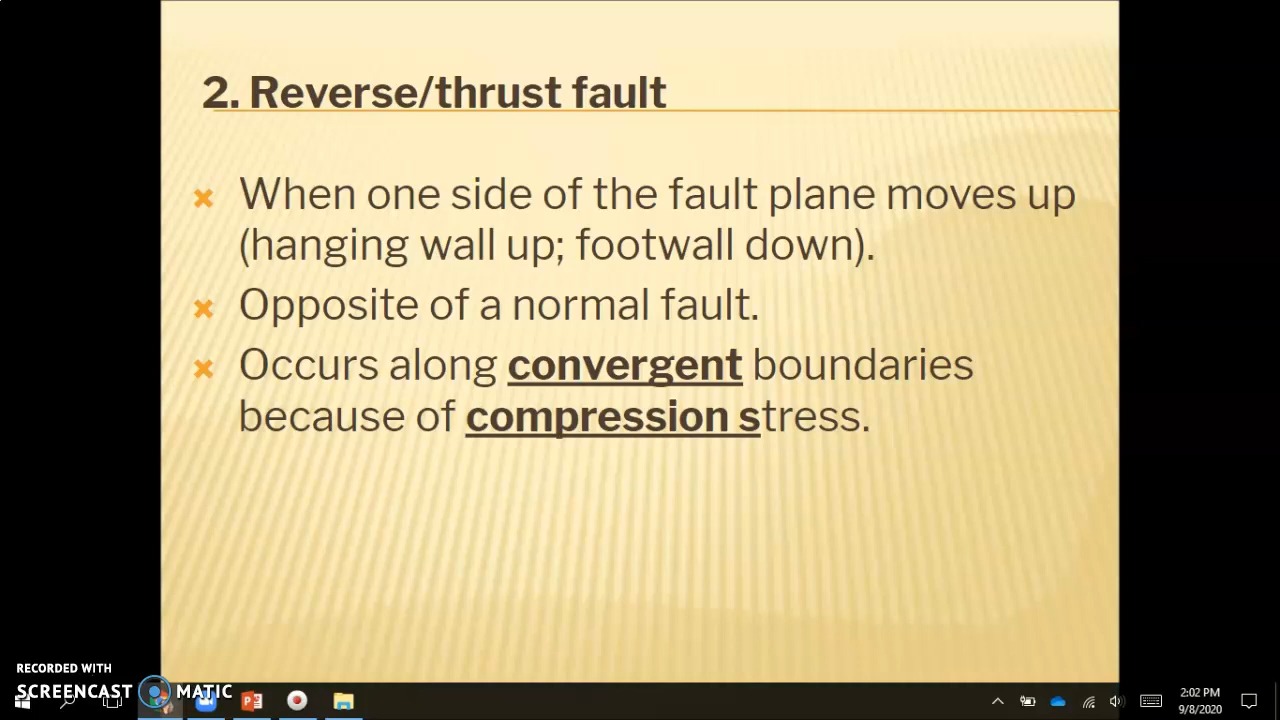 2. Reverse/thrust fault
When one side of the fault plane moves up
(hanging wall up; footwall down).
Opposite of a normal fault.
Occurs along convergent boundaries
because of compression stress.
RECORDED WITH
SCREENCAST MATIC
2:02 PM
9/8/2020